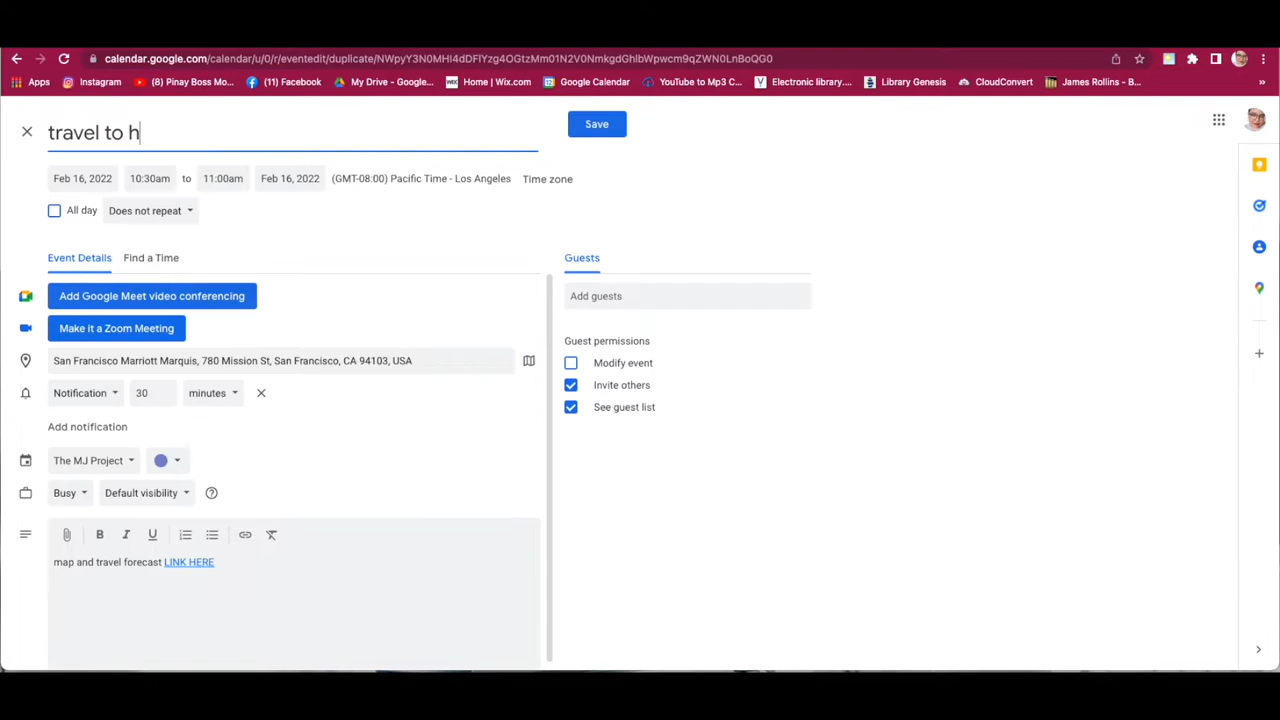 calendar.google.com/calendar/u/0/r/eventedit/duplicate/NWpyY3N0MHI4dDFlYzg4OGtzMm01N2V0NmkgdGhlbWpwcm9qZWN0LnBoQG0
Apps Instagram (8) Pinay Boss Mo... (11) Facebook My Drive – Google... WIX Home | Wix.com Google Calendar YouTube to Mp3 C... Electronic library.... Library Genesis CloudConvert James Rollins - B... »
travel to h
Save
Feb 16, 2022 10:30am to 11:00am Feb 16, 2022 (GMT-08:00) Pacific Time - Los Angeles Time zone
All day Does not repeat
Event Details Find a Time Guests
Add Google Meet video conferencing Add guests
Make it a Zoom Meeting
Guest permissions
San Francisco Marriott Marquis, 780 Mission St, San Francisco, CA 94103, USA Modify event
Invite others
Notification 30 minutes
See guest list
Add notification
The MJ Project
Busy Default visibility
B I U
map and travel forecast LINK HERE